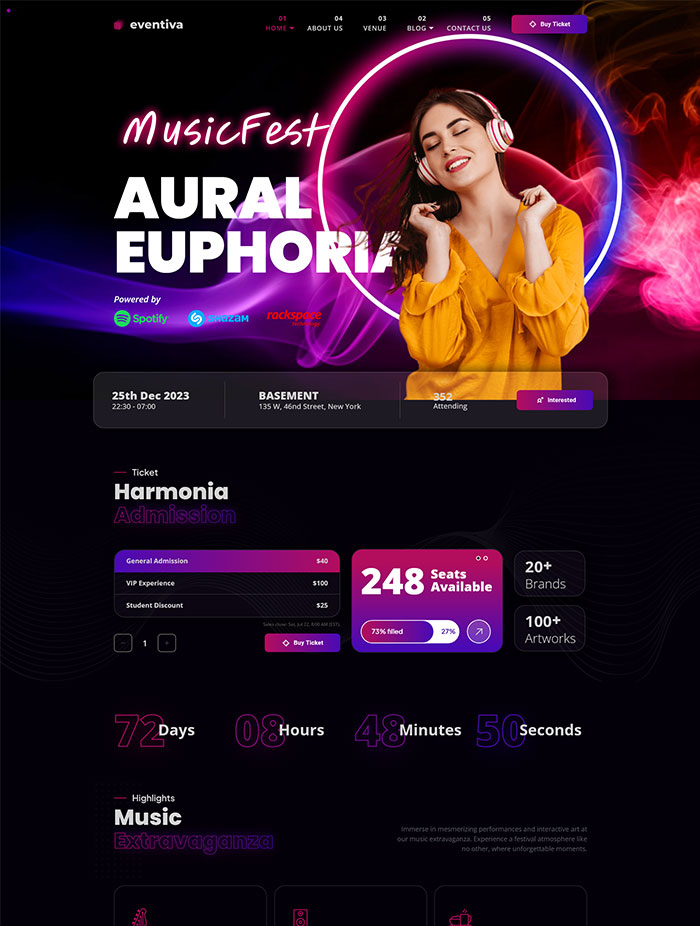 eventiva
01 04 03 02 05
HOME ABOUT US VENUE BLOG CONTACT US
Buy Ticket
MusicFest
AURAL
EUPHORIA
Powered by
Spotify SHAZAM rackspace
technology
25th Dec 2023 BASEMENT 352
22:30 - 07:00 135 W, 46nd Street, New York Attending
Interested
Ticket
Harmonia
Admission
General Admission $40
VIP Experience $100
Student Discount $25
Sales close: Sat, Jul 22, 8:00 AM (EST)
1
Buy Ticket
248 Seats
Available
73% filled 27%
20+
Brands
100+
Artworks
72 Days 08 Hours 48 Minutes 50 Seconds
Highlights
Music
Extravaganza
Immerse in mesmerizing performances and interactive art at
our music extravaganza. Experience a festival atmosphere like
no other, where unforgettable moments.